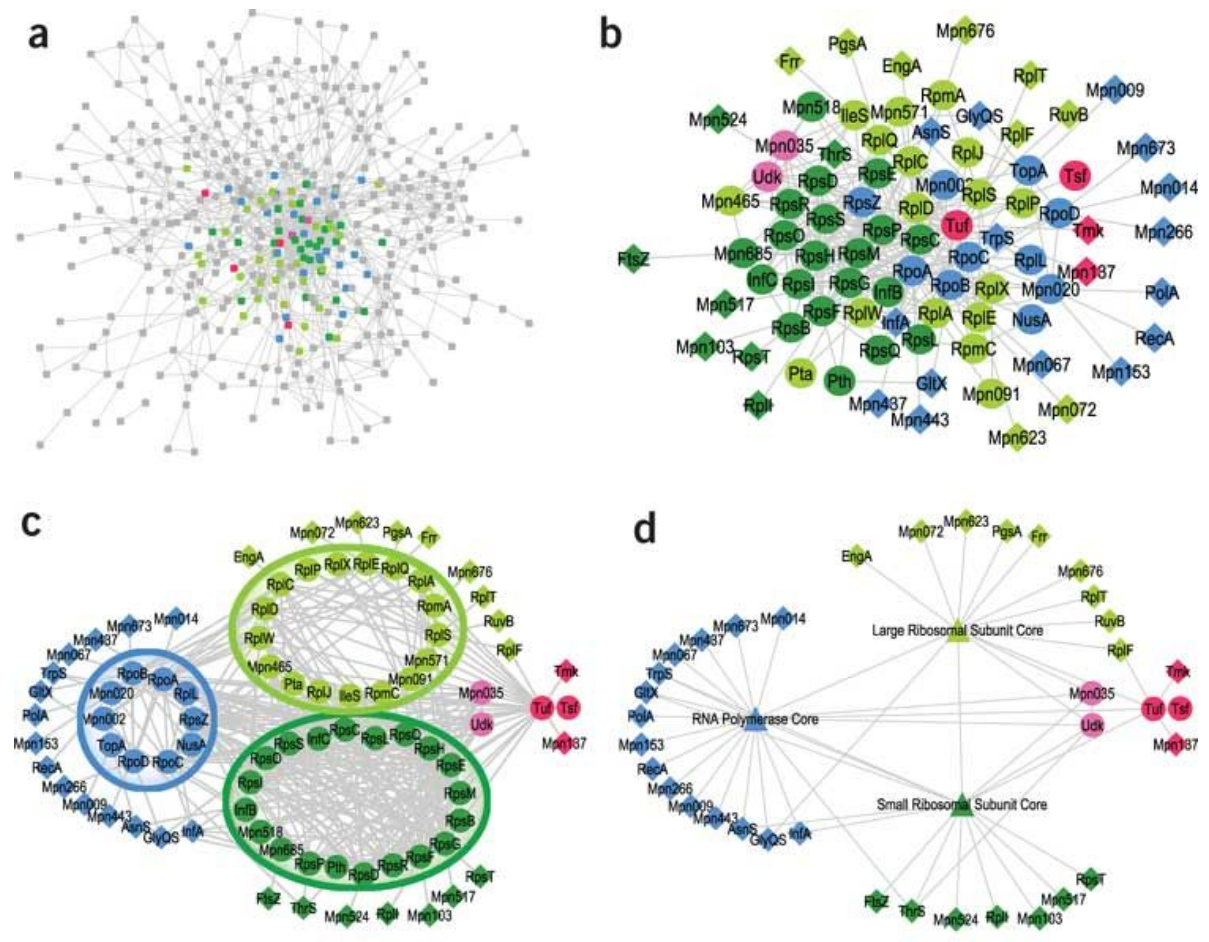 a
b
Mpn676
PgsA
Frr
EngA
RplT
Mpn009
Mpn524
Mpn518
IleS
Mpn571
RpmA
GlyQS
RuvB
AsnS
RplF
Mpn035
ThrS
RplQ
RplC
RplJ
Mpn673
Udk
RpsD
RpsE
TopA
Tsf
Mpn014
Mpn465
RpsR
RpsZ
RplS
RplD
RplP
RpoD
RpsS
RpsO
RpsP
RpsC
Tuf
TrpS
Tmk
Mpn266
FtsZ
Mpn685
RpsH
RpsM
RpoC
RplL
Mpn137
InfC
RpsI
RpsG
InfB
RpoA
RpoB
RplX
Mpn020
PolA
Mpn517
RpsF
RplW
InfA
RplA
RplE
NusA
RecA
RpsB
Mpn103
RpsT
RpsQ
RpsL
RpmC
Mpn067
Mpn153
Pta
Pth
GltX
Mpn091
RplI
Mpn437
Mpn443
Mpn072
Mpn623
c
Mpn072
Mpn623
PgsA
Frr
EngA
RplP
RplX
RplE
RplQ
RplC
RplA
Mpn676
RplD
RpmA
RplT
Mpn014
Mpn673
Mpn437
Mpn067
TrpS
GltX
PolA
Mpn153
RecA
Mpn266
Mpn009
Mpn443
AsnS
GlyQS
InfA
RplW
RplS
RuvB
RplF
Mpn465
Mpn571
Pta
RplJ
IleS
RpmC
Mpn091
RpoB
RpoA
Mpn020
RplL
Mpn002
RpsZ
TopA
NusA
RpoD
RpoC
Mpn035
Udk
Tmk
Tuf
Tsf
Mpn137
RpsS
InfC
RpsC
RpsL
RpsQ
RpsH
RpsO
RpsE
RpsI
RpsM
InfB
RpsB
Mpn518
RpsG
Mpn685
RpsF
RpsP
Pth
RpsD
RpsR
FtsZ
ThrS
Mpn524
RplI
Mpn103
Mpn517
RpsT
d
Mpn072
Mpn623
PgsA
Frr
EngA
Mpn676
RplT
RuvB
RplF
Large Ribosomal Subunit Core
Mpn014
Mpn673
Mpn437
Mpn067
TrpS
GltX
PolA
Mpn153
RecA
Mpn266
Mpn009
Mpn443
AsnS
GlyQS
InfA
RNA Polymerase Core
Mpn035
Udk
Tmk
Tuf
Tsf
Mpn137
Small Ribosomal Subunit Core
FtsZ
ThrS
Mpn524
RplI
Mpn103
Mpn517
RpsT